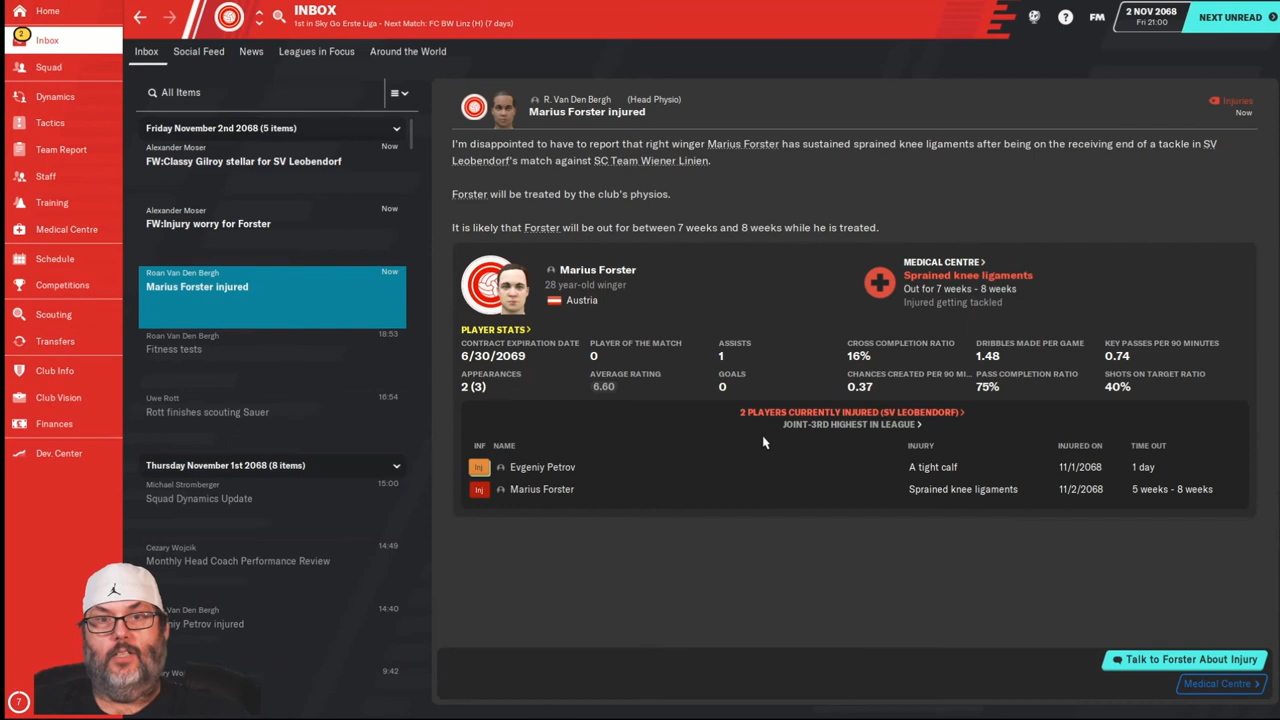 Home
INBOX
1st in Sky Go Erste Liga - Next Match: FC BW Linz (H) (7 days)
FM
2 NOV 2068
Fri 21:00
NEXT UNREAD
2
Inbox
Squad
Dynamics
Tactics
Team Report
Staff
Training
Medical Centre
Schedule
Competitions
Scouting
Transfers
Club Info
Club Vision
Finances
Dev. Center
7
Inbox Social Feed News Leagues in Focus Around the World
All Items
Friday November 2nd 2068 (5 items)
Alexander Moser Now
FW:Classy Gilroy stellar for SV Leobendorf
Alexander Moser Now
FW:Injury worry for Forster
Roan Van Den Bergh Now
Marius Forster injured
Roan Van Den Bergh 18:53
Fitness tests
Uwe Rott 16:54
Rott finishes scouting Sauer
Thursday November 1st 2068 (8 items)
Michael Stromberger 15:00
Squad Dynamics Update
Cezary Wojcik 14:49
Monthly Head Coach Performance Review
Van Den Bergh 14:40
niy Petrov injured
9:42
R. Van Den Bergh (Head Physio)
Marius Forster injured
Injuries
Now
I'm disappointed to have to report that right winger Marius Forster has sustained sprained knee ligaments after being on the receiving end of a tackle in SV
Leobendorf's match against SC Team Wiener Linien.
Forster will be treated by the club's physios.
It is likely that Forster will be out for between 7 weeks and 8 weeks while he is treated.
Marius Forster
28 year-old winger
Austria
MEDICAL CENTRE
Sprained knee ligaments
Out for 7 weeks - 8 weeks
Injured getting tackled
PLAYER STATS
CONTRACT EXPIRATION DATE PLAYER OF THE MATCH ASSISTS CROSS COMPLETION RATIO DRIBBLES MADE PER GAME KEY PASSES PER 90 MINUTES
6/30/2069 0 1 16% 1.48 0.74
APPEARANCES AVERAGE RATING GOALS CHANCES CREATED PER 90 MI... PASS COMPLETION RATIO SHOTS ON TARGET RATIO
2 (3) 6.60 0 0.37 75% 40%
2 PLAYERS CURRENTLY INJURED (SV LEOBENDORF)
JOINT-3RD HIGHEST IN LEAGUE
INF NAME INJURY INJURED ON TIME OUT
Inj Evgeniy Petrov A tight calf 11/1/2068 1 day
Inj Marius Forster Sprained knee ligaments 11/2/2068 5 weeks - 8 weeks
Talk to Forster About Injury
Medical Centre